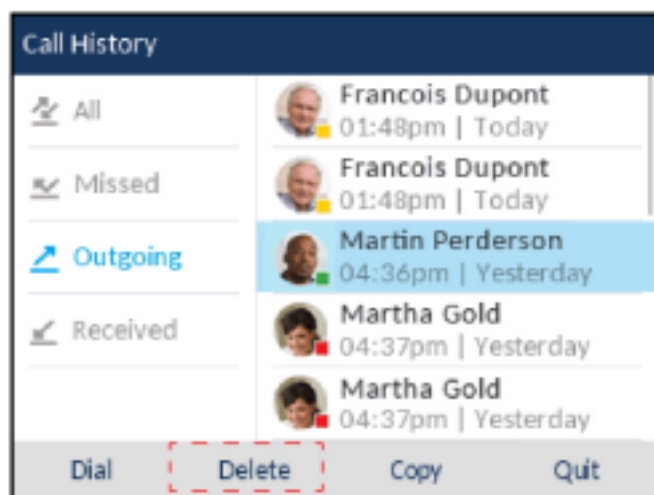 Call History
All
Missed
Outgoing
Received
Francois Dupont
01:48pm | Today
Francois Dupont
01:48pm | Today
Martin Perderson
04:36pm | Yesterday
Martha Gold
04:37pm | Yesterday
Martha Gold
04:37pm | Yesterday
Dial Delete Copy Quit